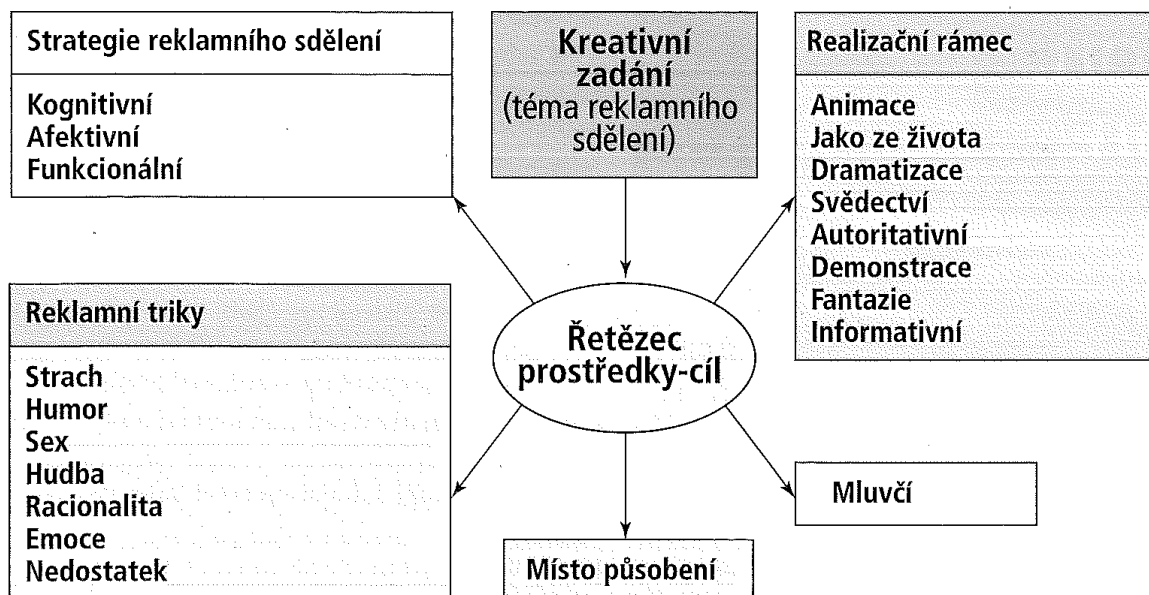 Strategie reklamního sdělení
Kognitivní
Afektivní
Funkcionální
Kreativní
zadání
(téma reklamního
sdělení)
Realizační rámec
Animace
Jako ze života
Dramatizace
Svědectví
Autoritativní
Demonstrace
Fantazie
Informativní
Reklamní triky
Strach
Humor
Sex
Hudba
Racionalita
Emoce
Nedostatek
Řetězec
prostředky-cíl
Mluvčí
Místo působení